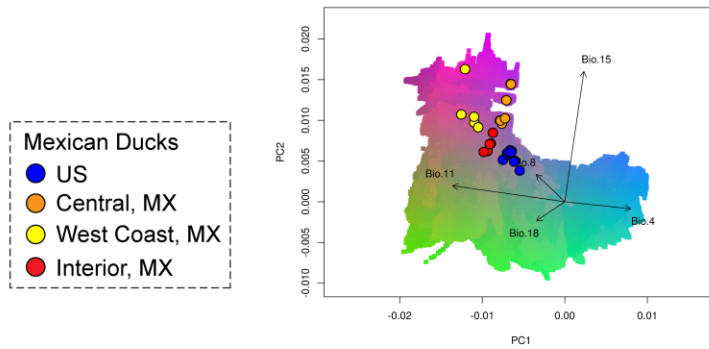 Mexican Ducks
US
Central, MX
West Coast, MX
Interior, MX
0.020
0.015
0.010
0.005
0.000
-0.005
-0.010
PC2
Bio.15
Bio.11
Bio.4
Bio.18
-0.02
-0.01
0.00
0.01
PC1